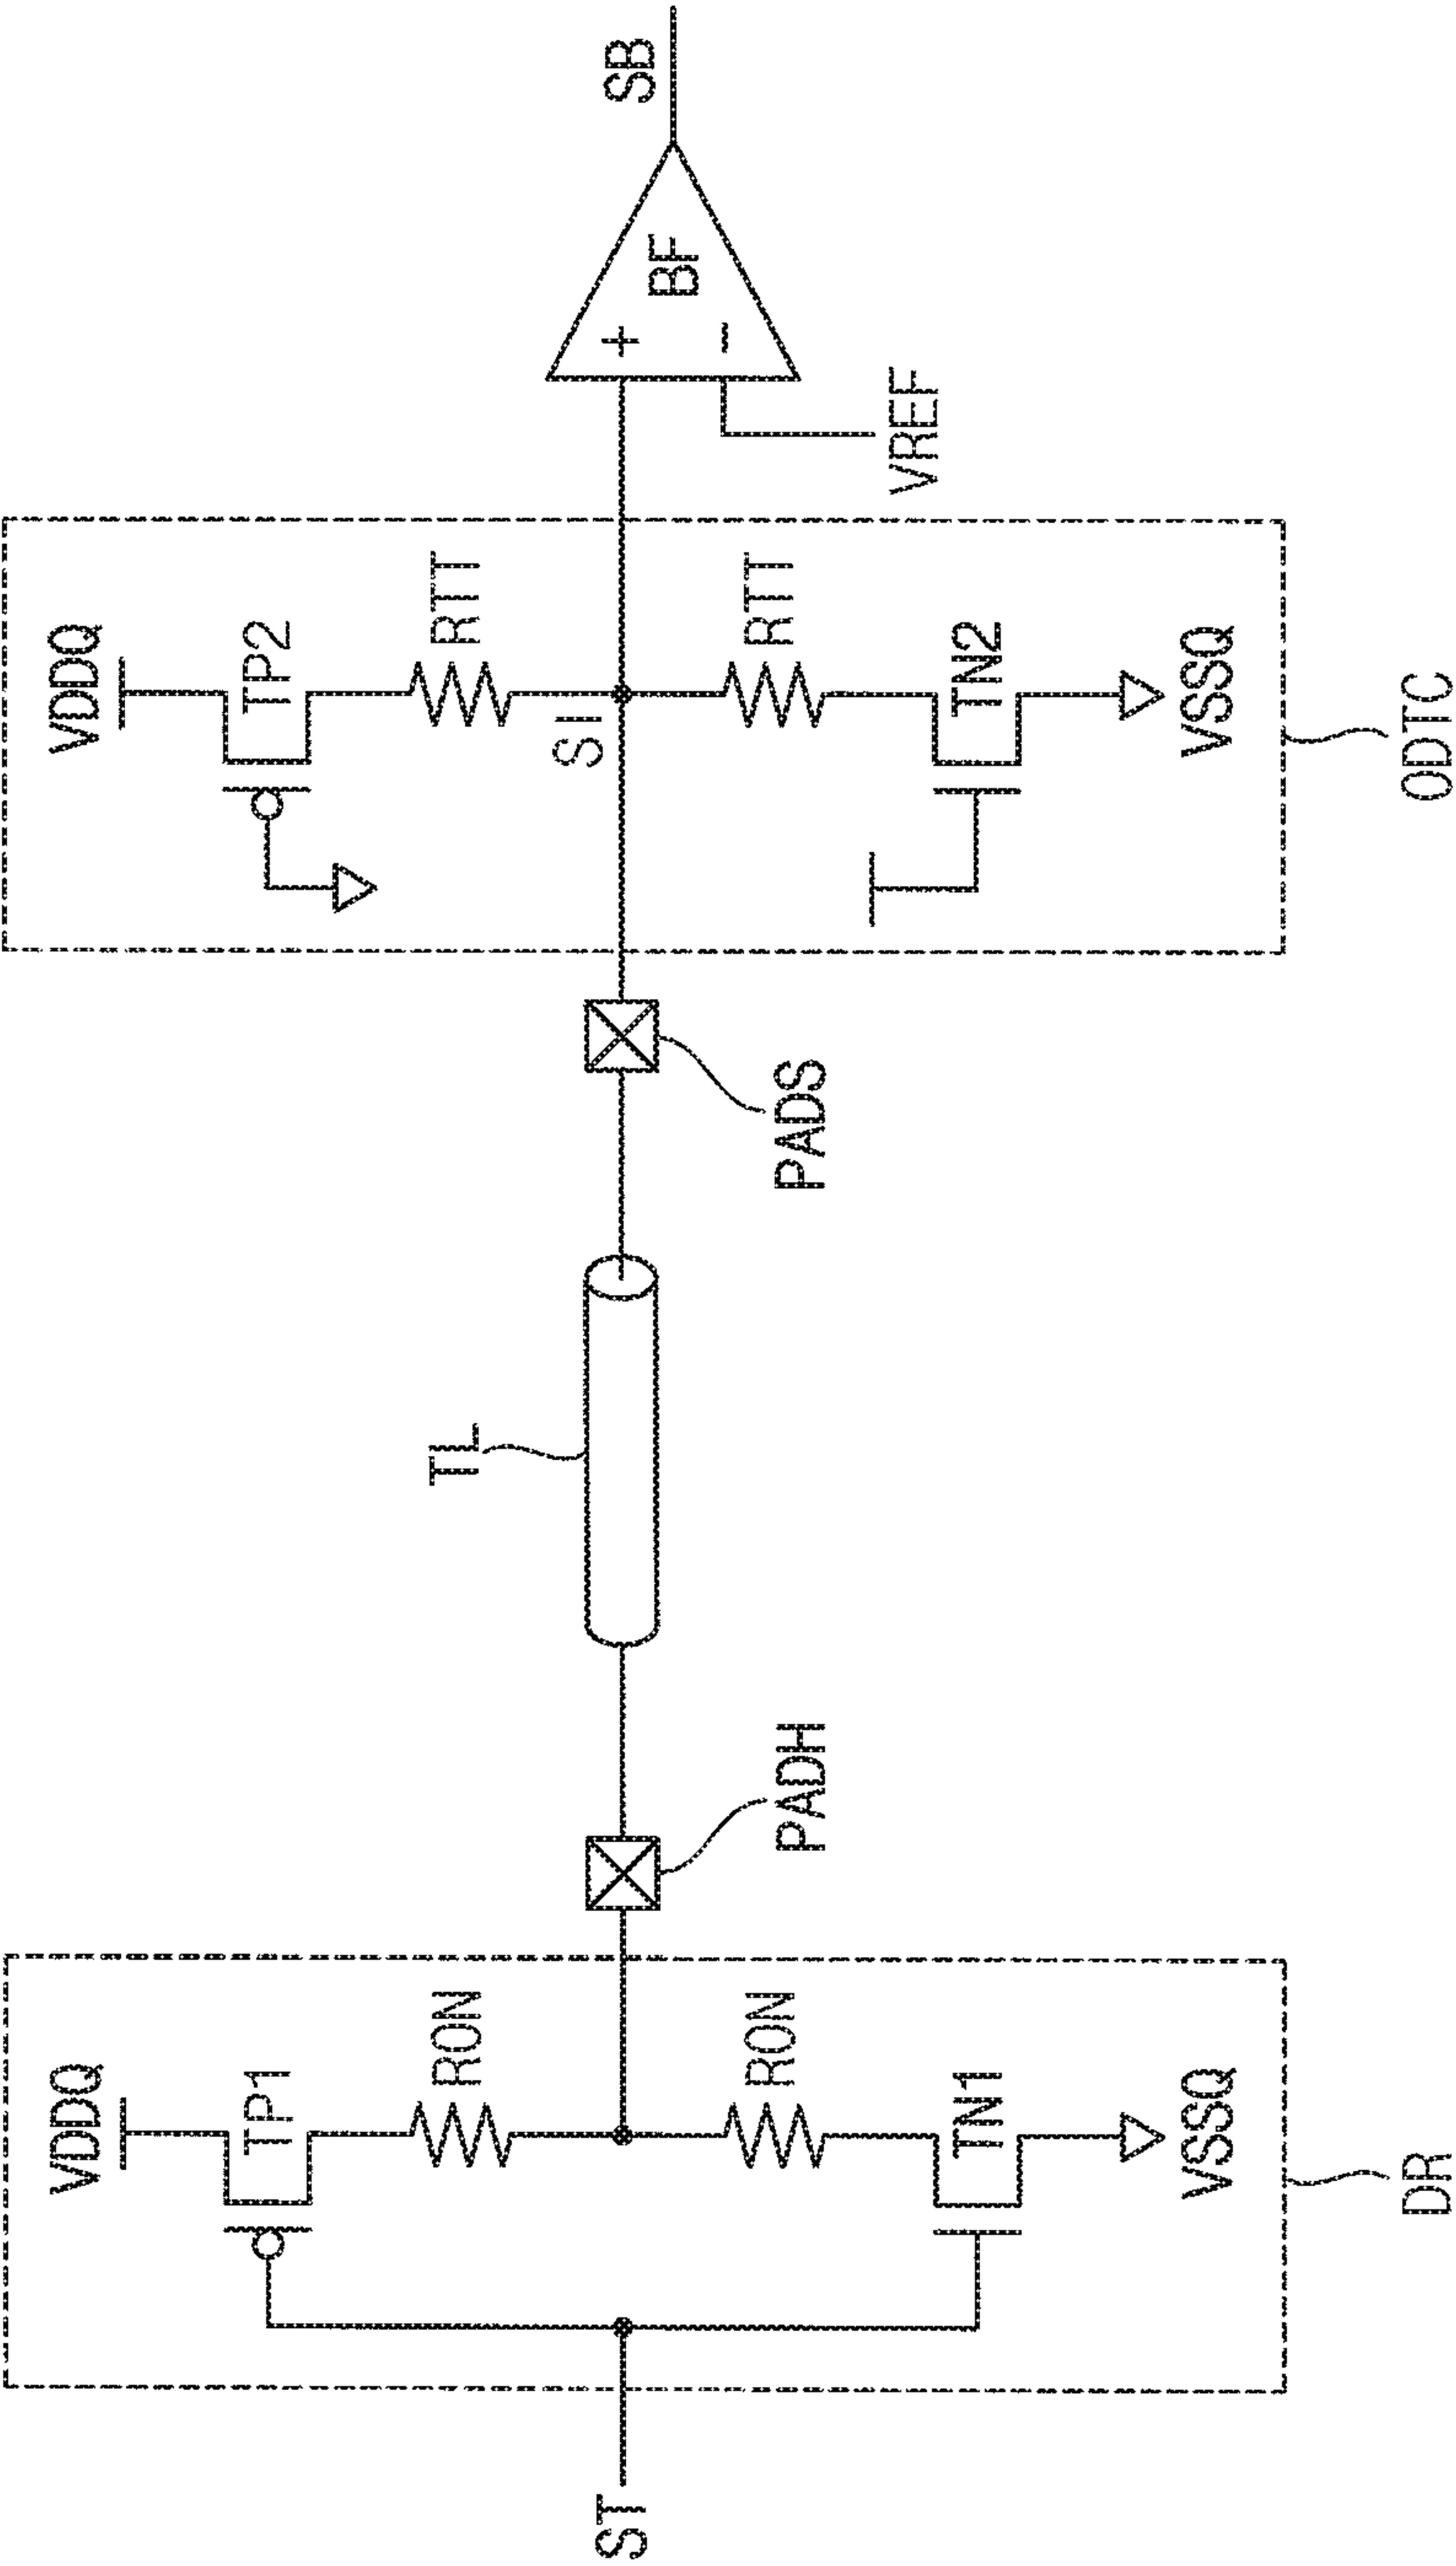 VDDQ
TP1
RON
RON
TN1
VSSQ
ST
DR
PADH
TL
PADS
VDDQ
TP2
RTT
SI
RTT
TN2
VSSQ
ODTC
VREF
+
BF
−
SB